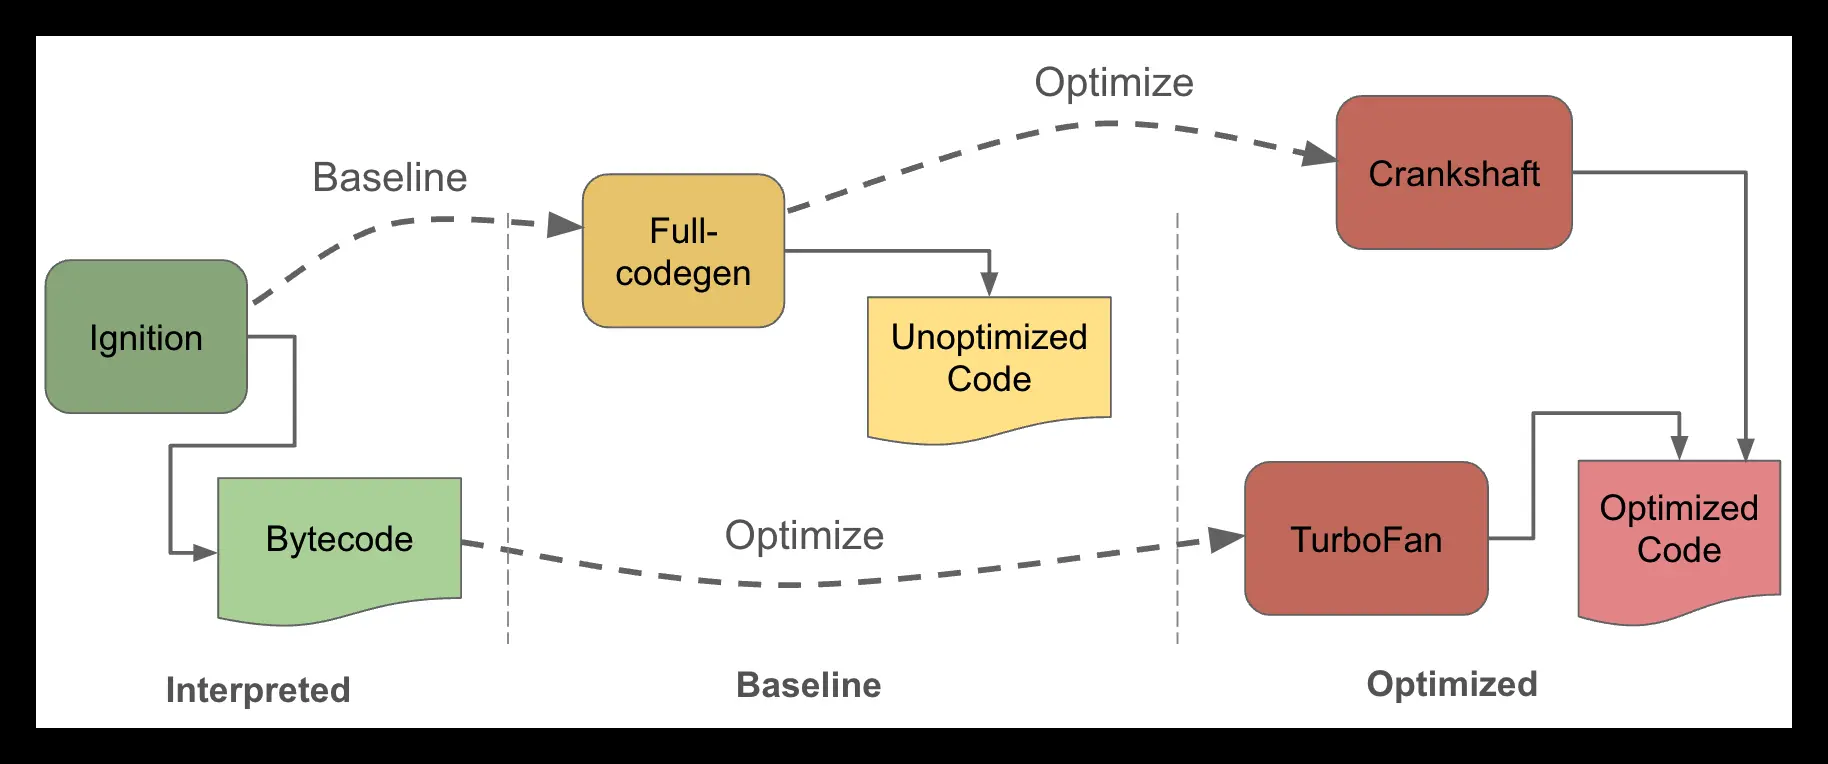 Optimize
Baseline
Crankshaft
Full-
codegen
Ignition
Unoptimized
Code
Bytecode
Optimize
TurboFan
Optimized
Code
Interpreted
Baseline
Optimized